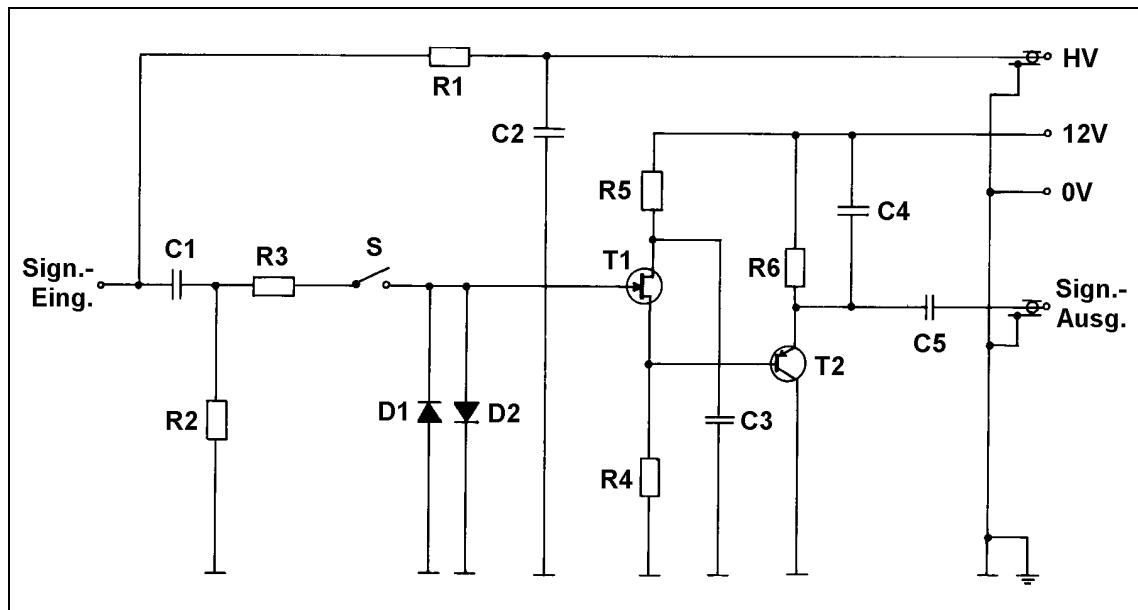 HV
R1
C2
12V
R5
0V
C4
C1
R3
S
T1
R6
Sign.-
Eing.
Sign.-
Ausg.
C5
T2
R2
D1
D2
C3
R4